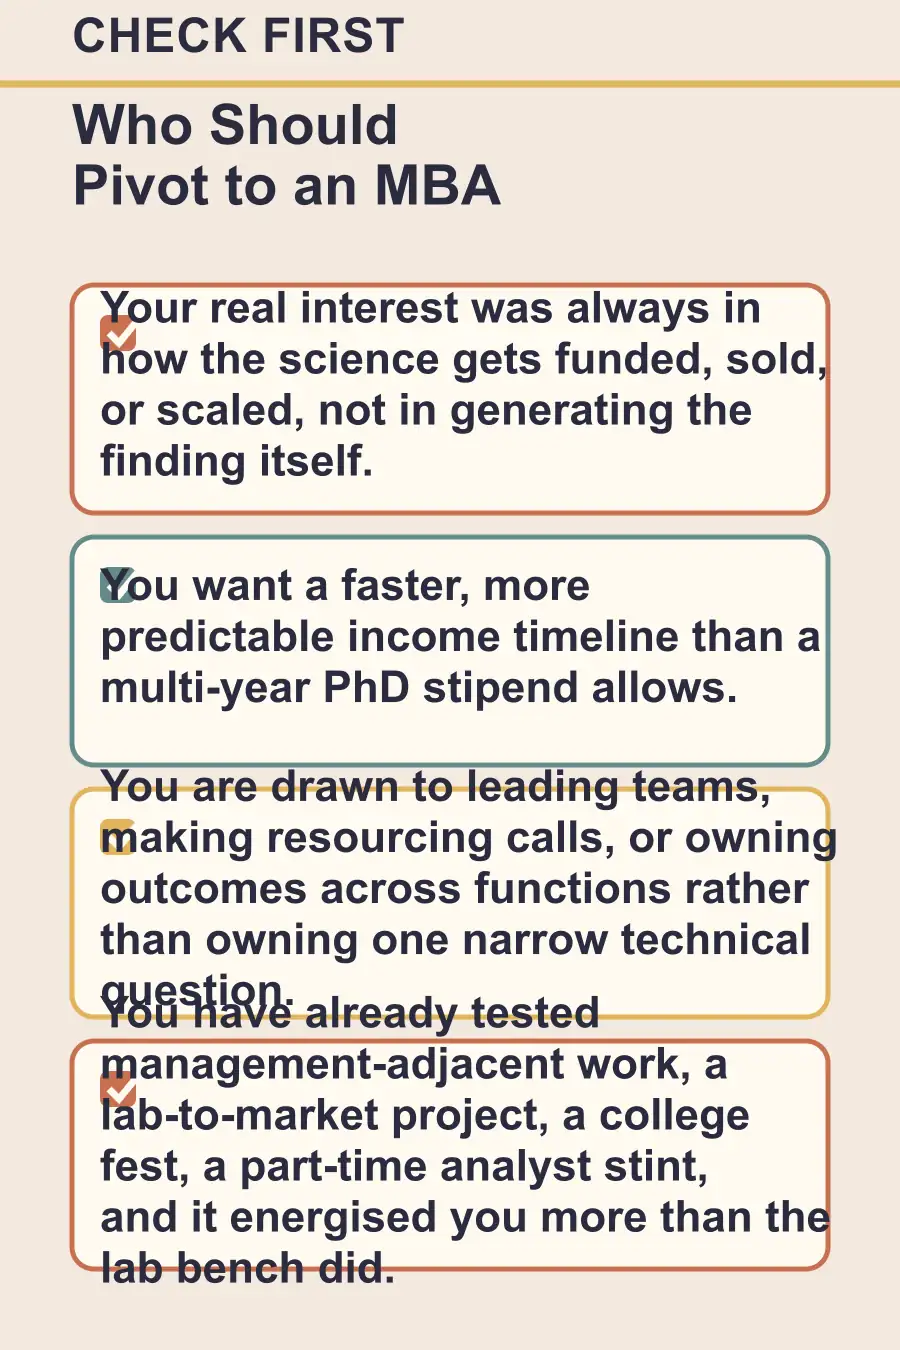 CHECK FIRST
Who Should
Pivot to an MBA
Your real interest was always in
how the science gets funded, sold,
or scaled, not in generating the
finding itself.
You want a faster, more
predictable income timeline than a
multi-year PhD stipend allows.
You are drawn to leading teams,
making resourcing calls, or owning
outcomes across functions rather
than owning one narrow technical
question.
You have already tested
management-adjacent work, a
lab-to-market project, a college
fest, a part-time analyst stint,
and it energised you more than the
lab bench did.